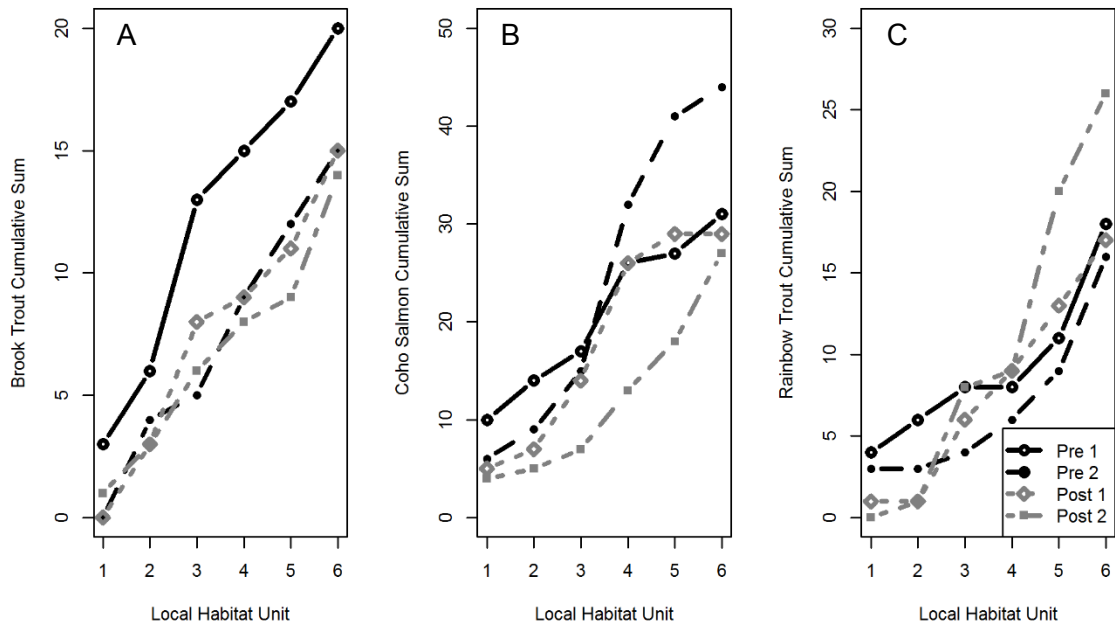 A
Brook Trout Cumulative Sum
20
15
10
5
0
1 2 3 4 5 6
Local Habitat Unit
B
Coho Salmon Cumulative Sum
50
40
30
20
10
0
1 2 3 4 5 6
Local Habitat Unit
C
Rainbow Trout Cumulative Sum
30
25
20
15
10
5
0
1 2 3 4 5 6
Local Habitat Unit
Pre 1
Pre 2
Post 1
Post 2